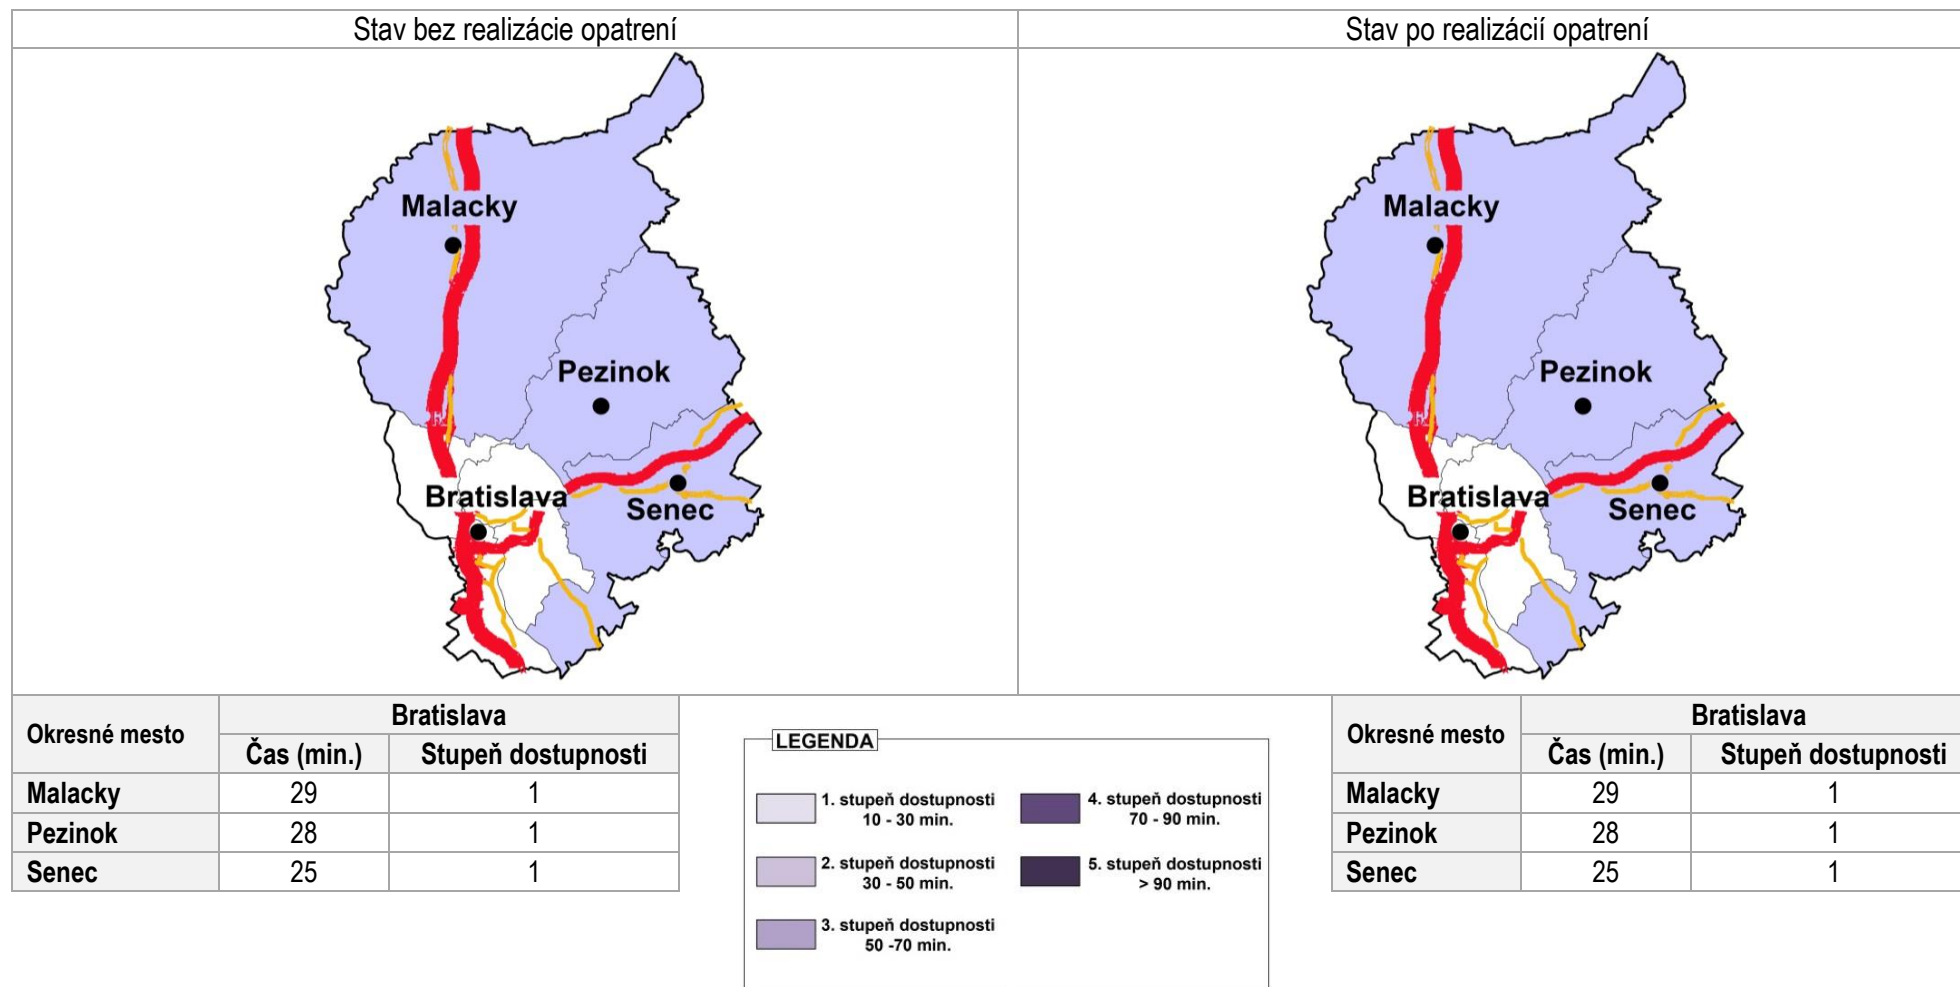 Stav bez realizácie opatrení
Stav po realizácií opatrení
Malacky
Pezinok
Bratislava
Senec
Malacky
Pezinok
Bratislava
Senec
Okresné mesto
Bratislava
Čas (min.)
Stupeň dostupnosti
Malacky 29 1
Pezinok 28 1
Senec 25 1
LEGENDA
1. stupeň dostupnosti
10 - 30 min.
2. stupeň dostupnosti
30 - 50 min.
3. stupeň dostupnosti
50 -70 min.
4. stupeň dostupnosti
70 - 90 min.
5. stupeň dostupnosti
> 90 min.
Okresné mesto
Bratislava
Čas (min.)
Stupeň dostupnosti
Malacky 29 1
Pezinok 28 1
Senec 25 1